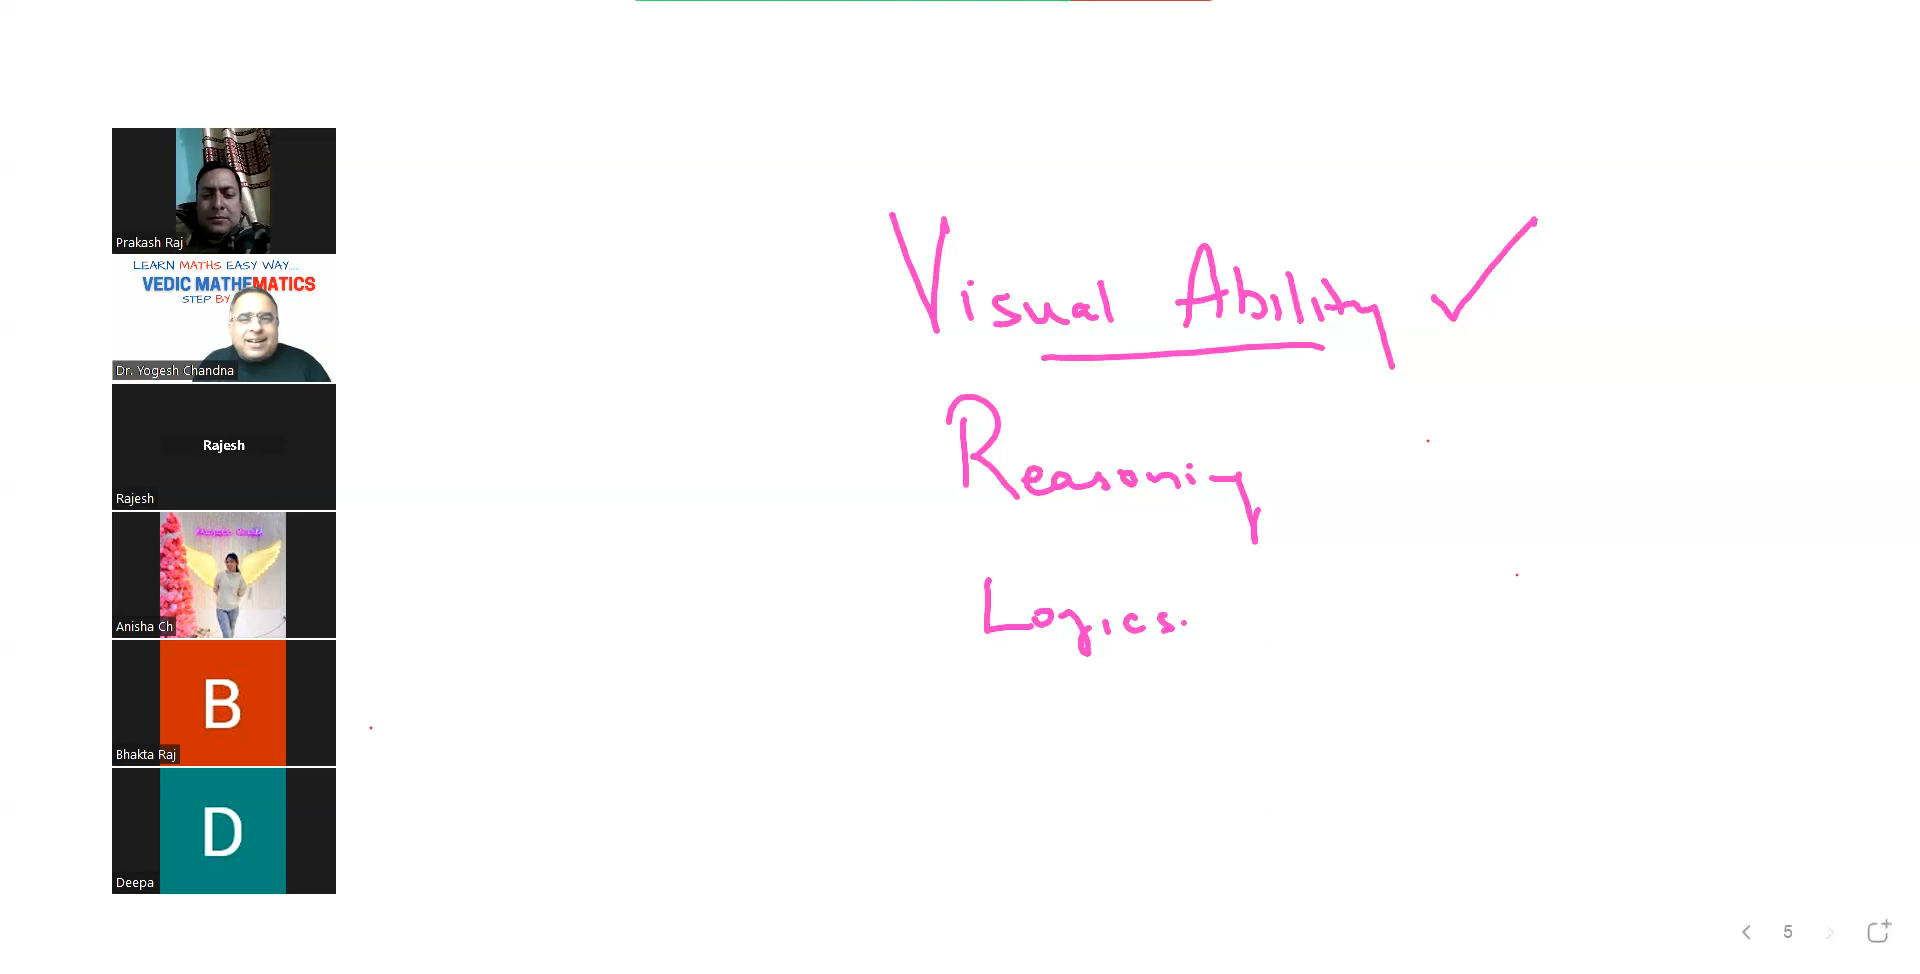 Prakash Raj
LEARN MATHS EASY WAY.....
VEDIC MATHEMATICS
STEP BY
Dr. Yogesh Chandna
Rajesh
Rajesh
Anisha Ch
B
Bhakta Raj
D
Deepa
Visual Ability ✓
Reasoning
Logics.
5